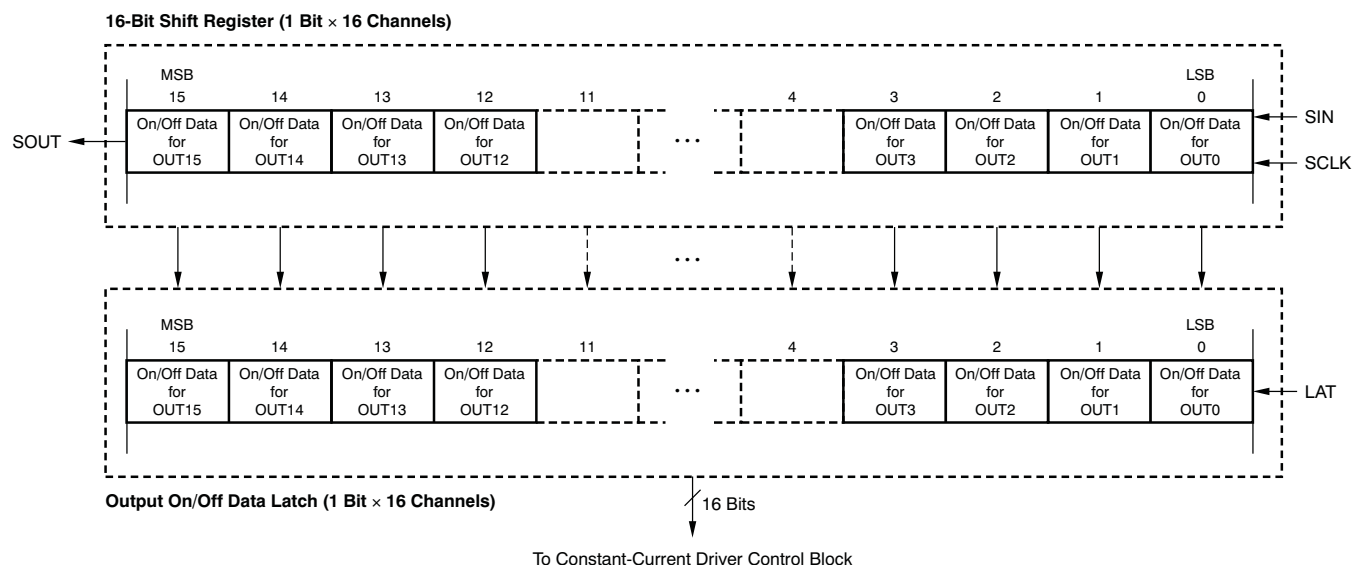 16-Bit Shift Register (1 Bit × 16 Channels)
MSB LSB
15 14 13 12 11 4 3 2 1 0
SOUT
On/Off Data for OUT15
On/Off Data for OUT14
On/Off Data for OUT13
On/Off Data for OUT12
...
On/Off Data for OUT3
On/Off Data for OUT2
On/Off Data for OUT1
On/Off Data for OUT0
SIN
SCLK
...
MSB LSB
15 14 13 12 11 4 3 2 1 0
On/Off Data for OUT15
On/Off Data for OUT14
On/Off Data for OUT13
On/Off Data for OUT12
...
On/Off Data for OUT3
On/Off Data for OUT2
On/Off Data for OUT1
On/Off Data for OUT0
LAT
Output On/Off Data Latch (1 Bit × 16 Channels)
16 Bits
To Constant-Current Driver Control Block